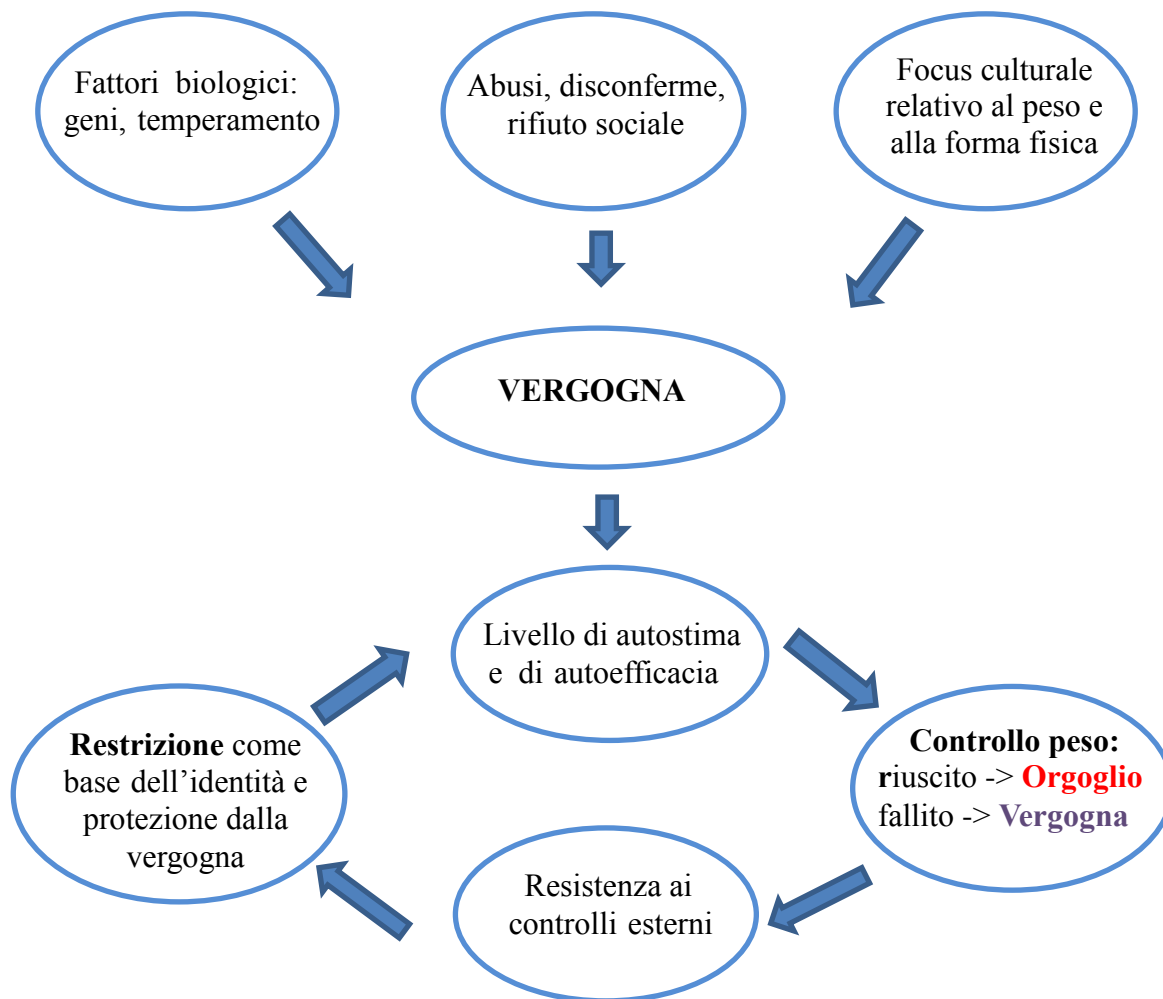 Fattori biologici:
geni, temperamento
Abusi, disconferme,
rifiuto sociale
Focus culturale
relativo al peso e
alla forma fisica
VERGOGNA
Livello di autostima
e di autoefficacia
Controllo peso:
riuscito -> Orgoglio
fallito -> Vergogna
Resistenza ai
controlli esterni
Restrizione come
base dell’identità e
protezione dalla
vergogna